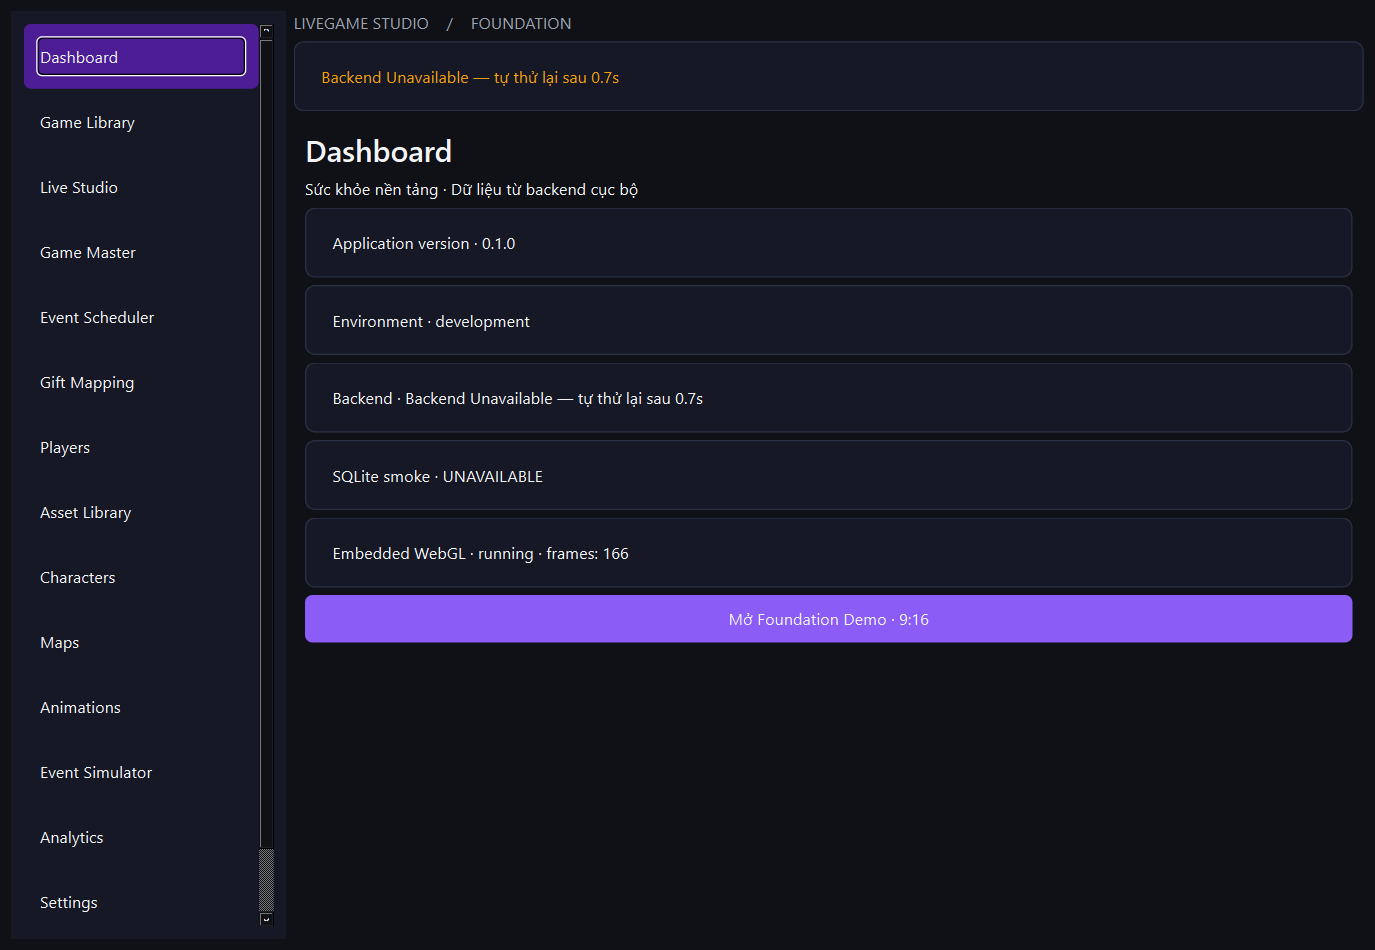 LIVEGAME STUDIO / FOUNDATION
Backend Unavailable — tự thử lại sau 0.7s
Dashboard
Game Library
Live Studio
Game Master
Event Scheduler
Gift Mapping
Players
Asset Library
Characters
Maps
Animations
Event Simulator
Analytics
Settings
Dashboard
Sức khỏe nền tảng · Dữ liệu từ backend cục bộ
Application version · 0.1.0
Environment · development
Backend · Backend Unavailable — tự thử lại sau 0.7s
SQLite smoke · UNAVAILABLE
Embedded WebGL · running · frames: 166
Mở Foundation Demo · 9:16